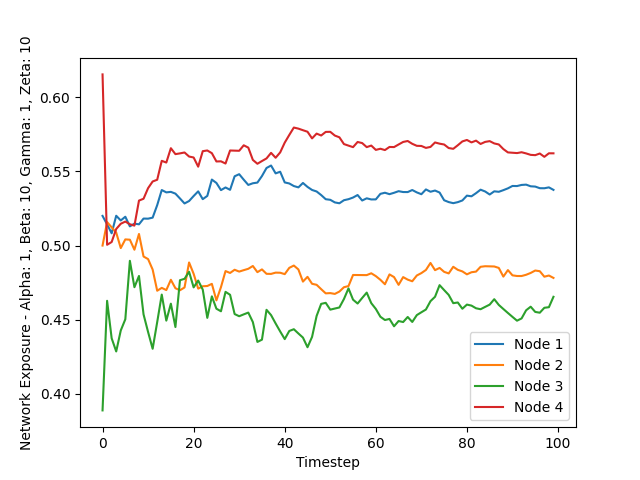 Network Exposure - Alpha: 1, Beta: 10, Gamma: 1, Zeta: 10
0.60
0.55
0.50
0.45
0.40
0 20 40 60 80 100
Timestep
Node 1
Node 2
Node 3
Node 4